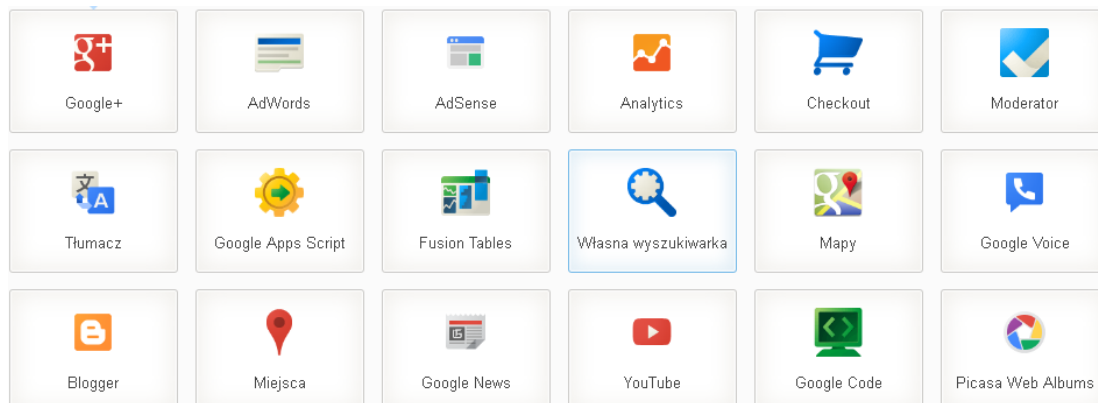 Google+ AdWords AdSense Analytics Checkout Moderator
Tłumacz Google Apps Script Fusion Tables Własna wyszukiwarka Mapy Google Voice
Blogger Miejsca Google News YouTube Google Code Picasa Web Albums